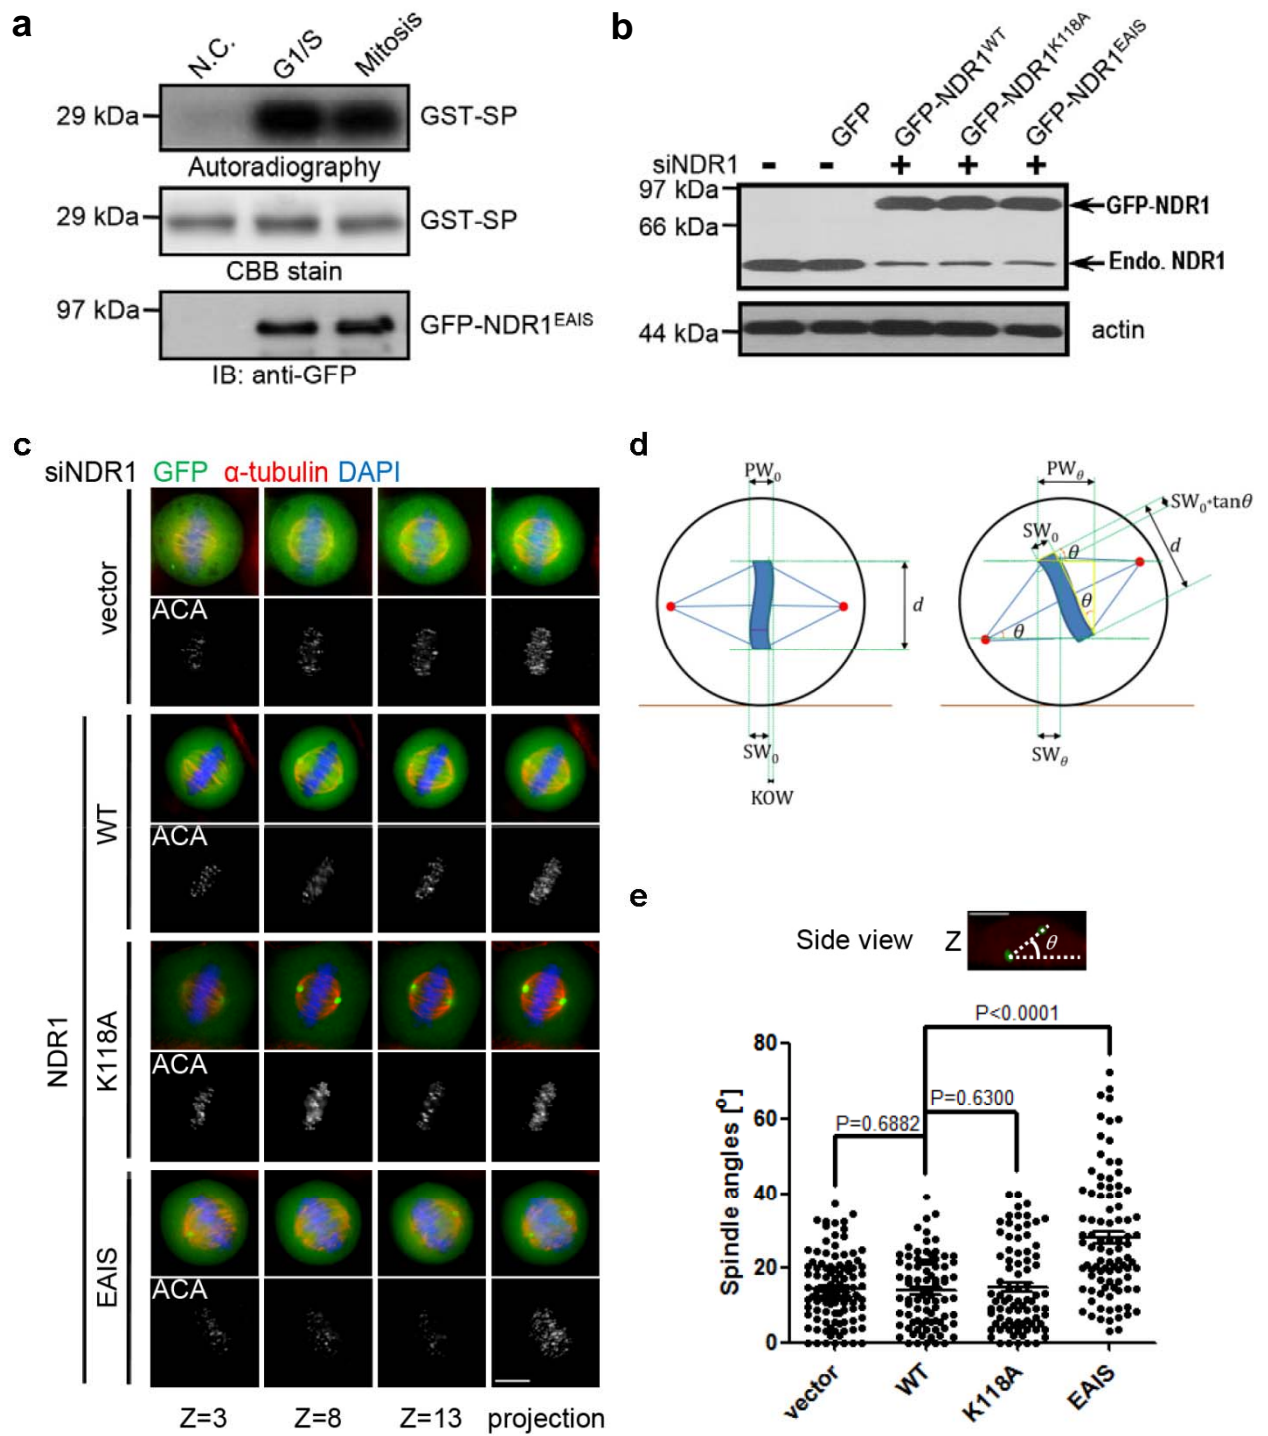 a
N.C.
G1/S
Mitosis
29 kDa
GST-SP
Autoradiography
29 kDa
GST-SP
CBB stain
97 kDa
GFP-NDR1EAIS
IB: anti-GFP
b
GFP
GFP-NDR1WT
GFP-NDR1K118A
GFP-NDR1EAIS
siNDR1 - - + + +
97 kDa
GFP-NDR1
66 kDa
Endo. NDR1
44 kDa
actin
c
siNDR1 GFP α-tubulin DAPI
vector
ACA
NDR1
WT
ACA
K118A
ACA
EAIS
ACA
Z=3 Z=8 Z=13 projection
d
PW0
d
SW0
KOW
PWθ
SW0·tanθ
SW0
θ
d
θ
θ
SWθ
e
Side view Z θ
P<0.0001
P=0.6300
P=0.6882
Spindle angles [º]
80
60
40
20
0
vector
WT
K118A
EAIS